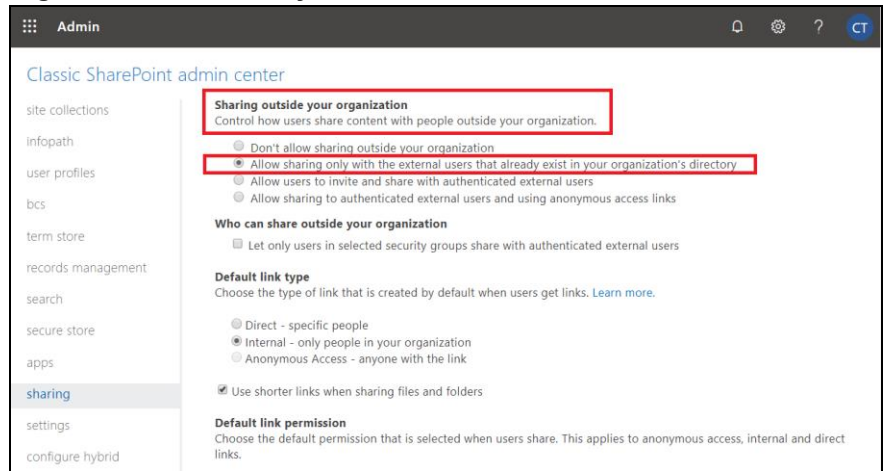 Admin
?
CT
Classic SharePoint admin center
site collections
infopath
user profiles
bcs
term store
records management
search
secure store
apps
sharing
settings
configure hybrid
Sharing outside your organization
Control how users share content with people outside your organization.
Don't allow sharing outside your organization
Allow sharing only with the external users that already exist in your organization's directory
Allow users to invite and share with authenticated external users
Allow sharing to authenticated external users and using anonymous access links
Who can share outside your organization
Let only users in selected security groups share with authenticated external users
Default link type
Choose the type of link that is created by default when users get links. Learn more.
Direct - specific people
Internal - only people in your organization
Anonymous Access - anyone with the link
Use shorter links when sharing files and folders
Default link permission
Choose the default permission that is selected when users share. This applies to anonymous access, internal and direct
links.